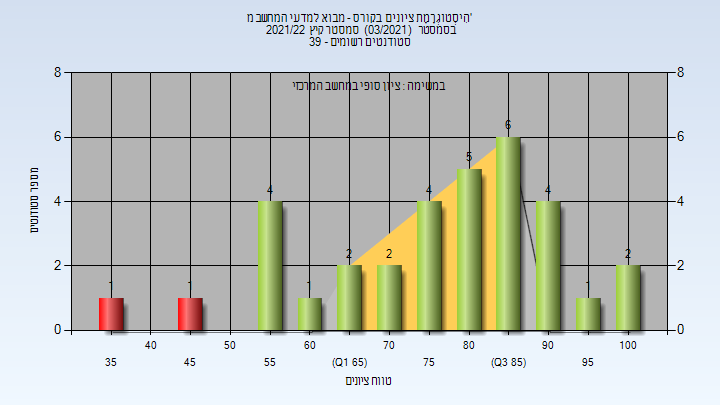 היסטוגרמת ציונים בקורס - מבוא למדעי המחשב מ'
בסמסטר (03/2021) סמסטר קיץ 2021/22
סטודנטים רשומים - 39
במשימה : ציון סופי במחשב המרכזי
מספר סטודנטים
8 8
6 6
4 4
2 2
0 0
1 1 4 1 2 2 4 5 6 4 1 2
40 50 60 70 80 90 100
35 45 55 (Q1 65) 75 (Q3 85) 95
טווח ציונים